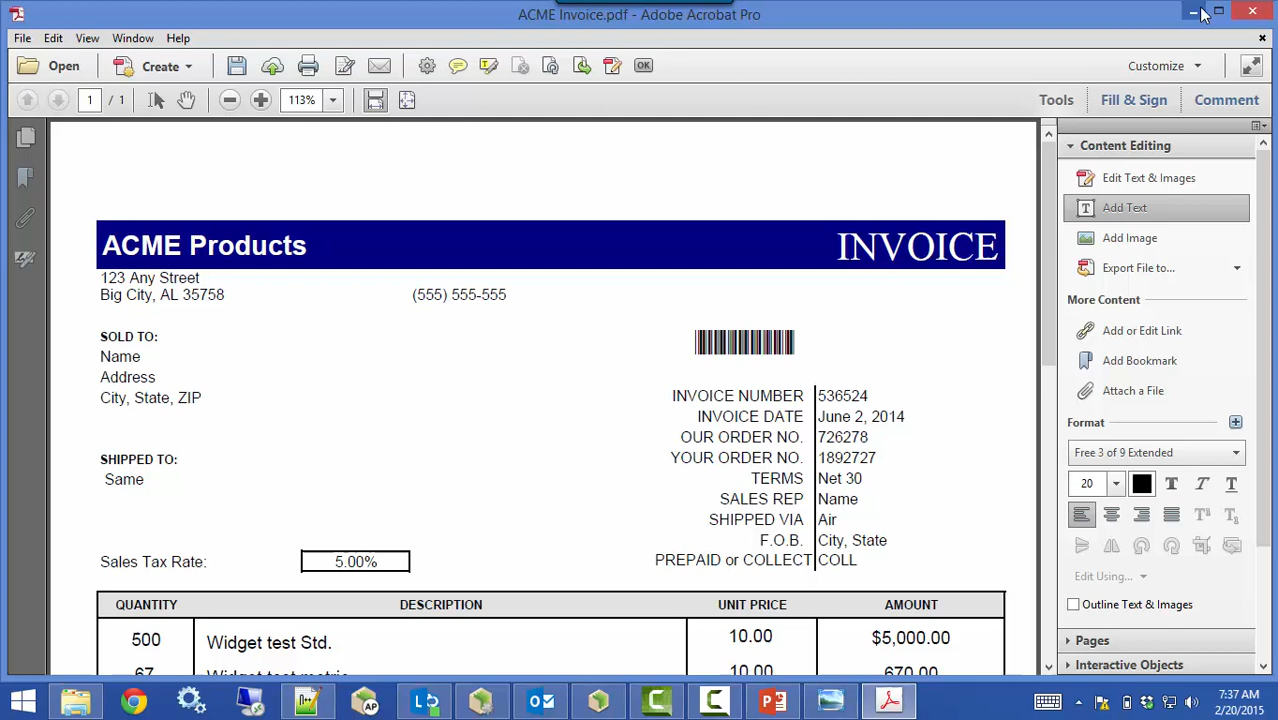 ACME Invoice.pdf - Adobe Acrobat Pro
File Edit View Window Help
Open Create OK Customize
1 / 1 113% Tools Fill & Sign Comment
Content Editing
Edit Text & Images
Add Text
Add Image
Export File to...
More Content
Add or Edit Link
Add Bookmark
Attach a File
Format
Free 3 of 9 Extended
20
Edit Using...
Outline Text & Images
Pages
Interactive Objects
ACME Products INVOICE
123 Any Street
Big City, AL 35758 (555) 555-555
SOLD TO:
Name
Address
City, State, ZIP
SHIPPED TO:
Same
INVOICE NUMBER 536524
INVOICE DATE June 2, 2014
OUR ORDER NO. 726278
YOUR ORDER NO. 1892727
TERMS Net 30
SALES REP Name
SHIPPED VIA Air
F.O.B. City, State
PREPAID or COLLECT COLL
Sales Tax Rate: 5.00%
QUANTITY DESCRIPTION UNIT PRICE AMOUNT
500 Widget test Std. 10.00 $5,000.00
67 Widget test metric 10.00 670.00
7:37 AM
2/20/2015